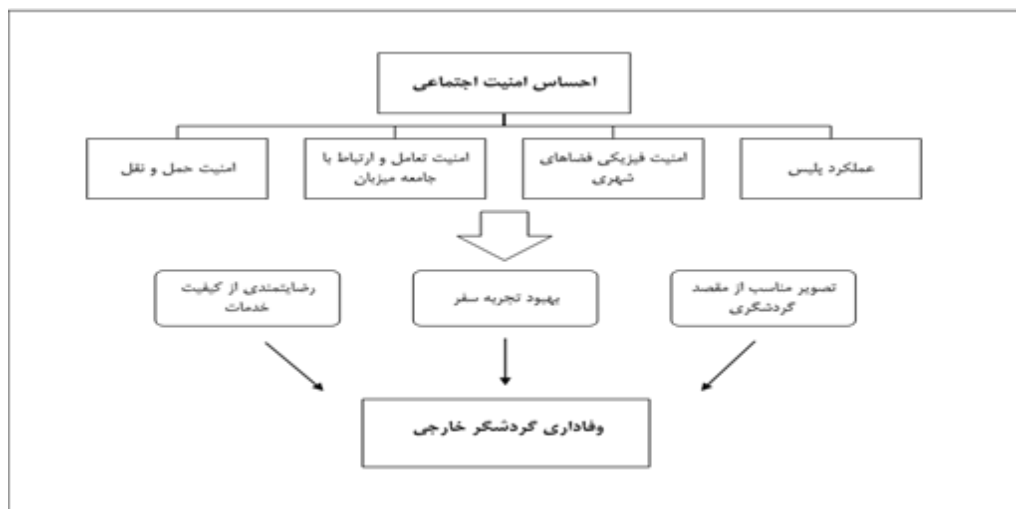 احساس امنیت اجتماعی
عملکرد پلیس
امنیت فیزیکی فضاهای
شهری
امنیت تعامل و ارتباط با
جامعه میزبان
امنیت حمل و نقل
تصویر مناسب از مقصد
گردشگری
بهبود تجربه سفر
رضایتمندی از کیفیت
خدمات
وفاداری گردشگر خارجی